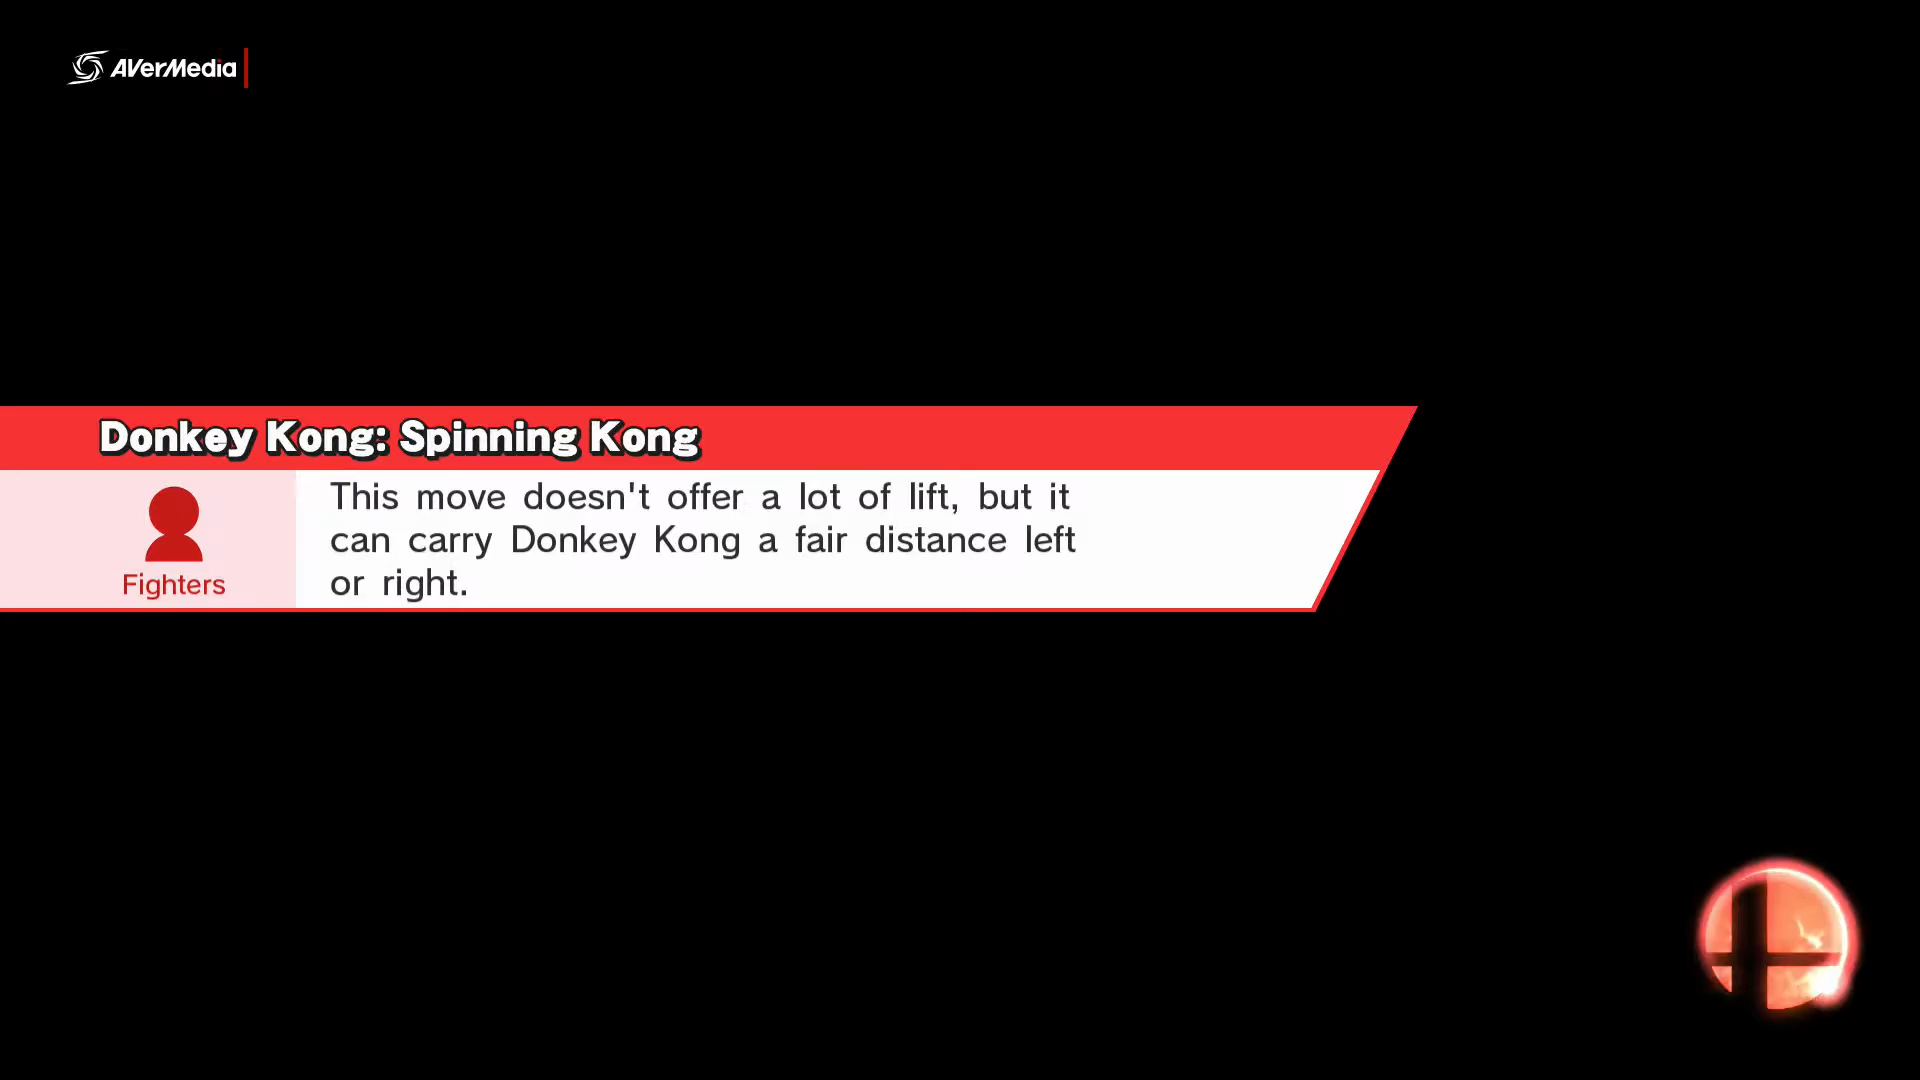 AVerMedia
Donkey Kong: Spinning Kong
Fighters
This move doesn't offer a lot of lift, but it
can carry Donkey Kong a fair distance left
or right.